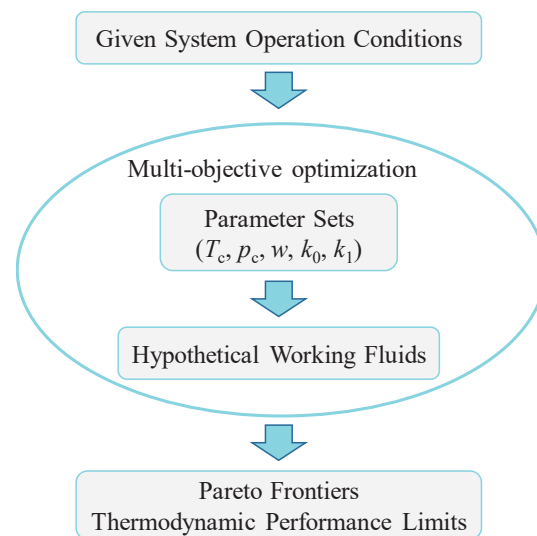 Given System Operation Conditions
Multi-objective optimization
Parameter Sets
(Tc, pc, w, k0, k1)
Hypothetical Working Fluids
Pareto Frontiers
Thermodynamic Performance Limits